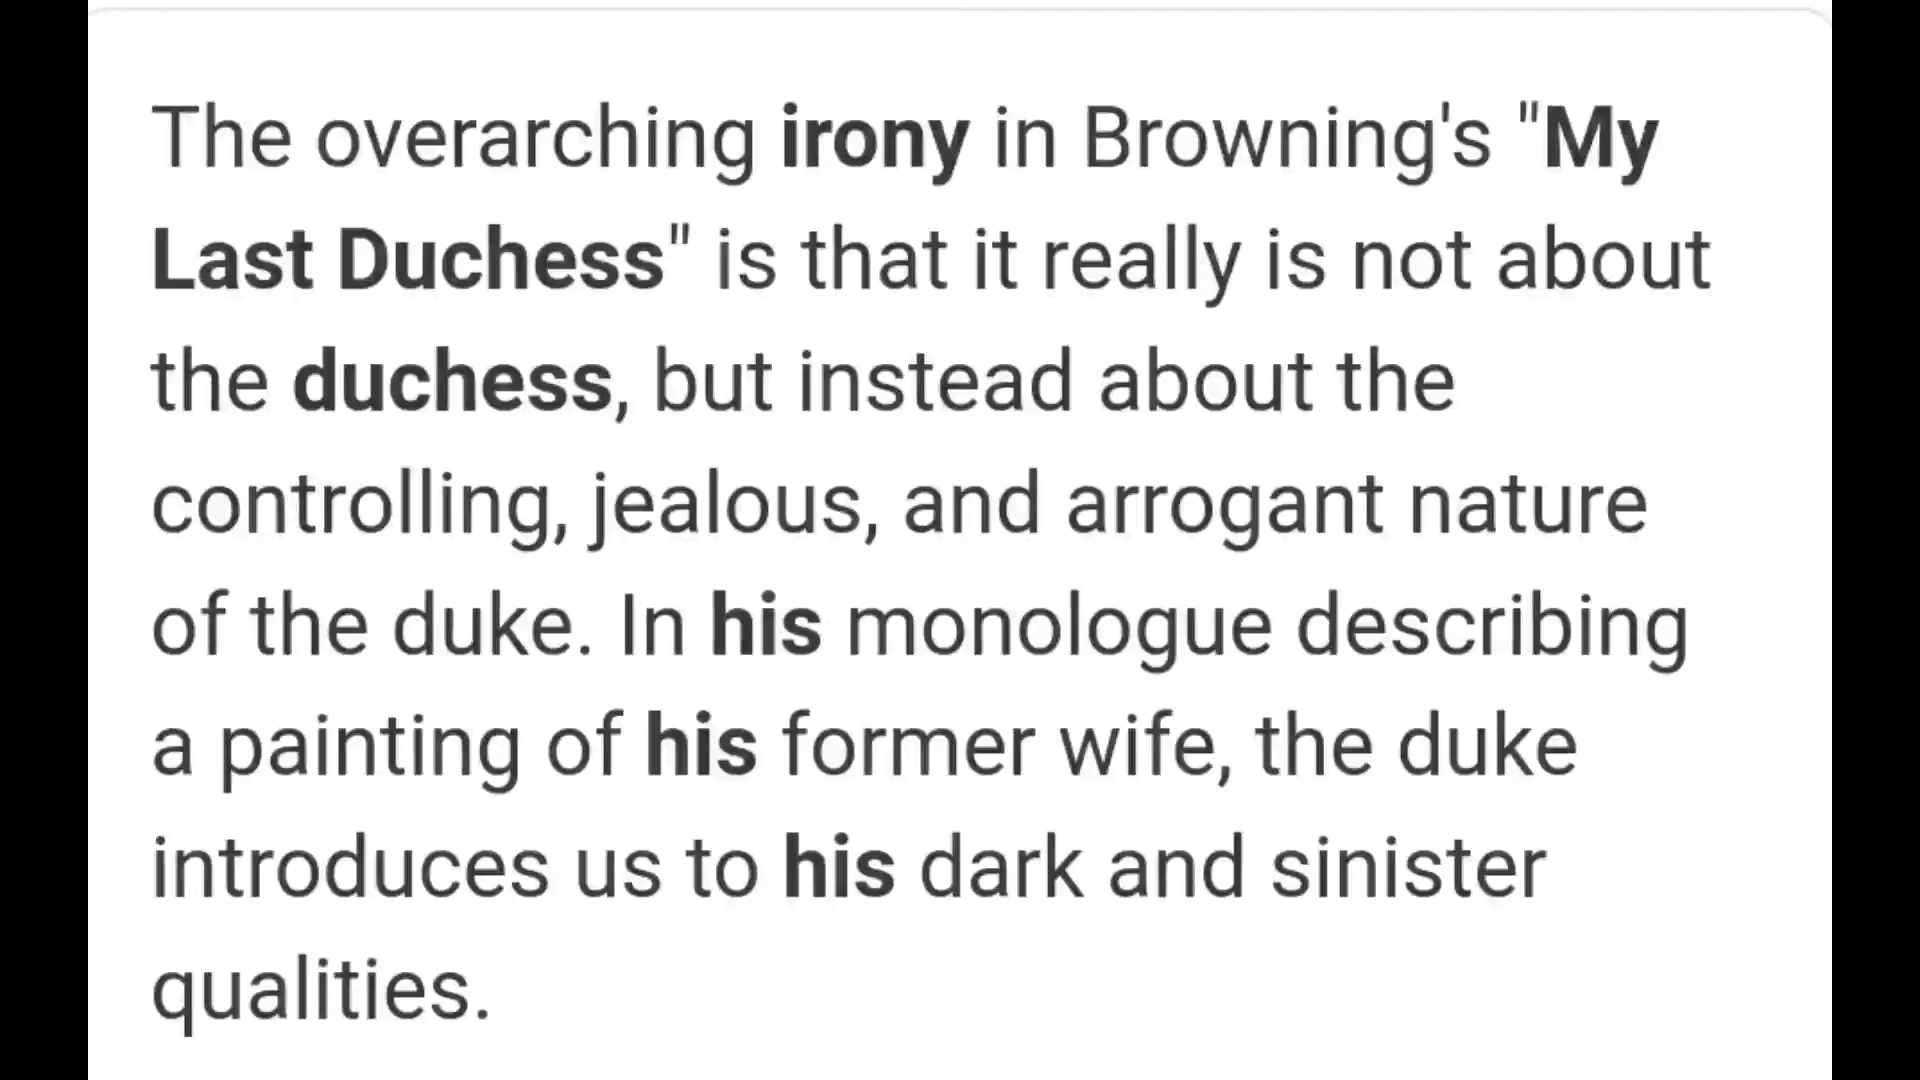 The overarching irony in Browning's "My
Last Duchess" is that it really is not about
the duchess, but instead about the
controlling, jealous, and arrogant nature
of the duke. In his monologue describing
a painting of his former wife, the duke
introduces us to his dark and sinister
qualities.